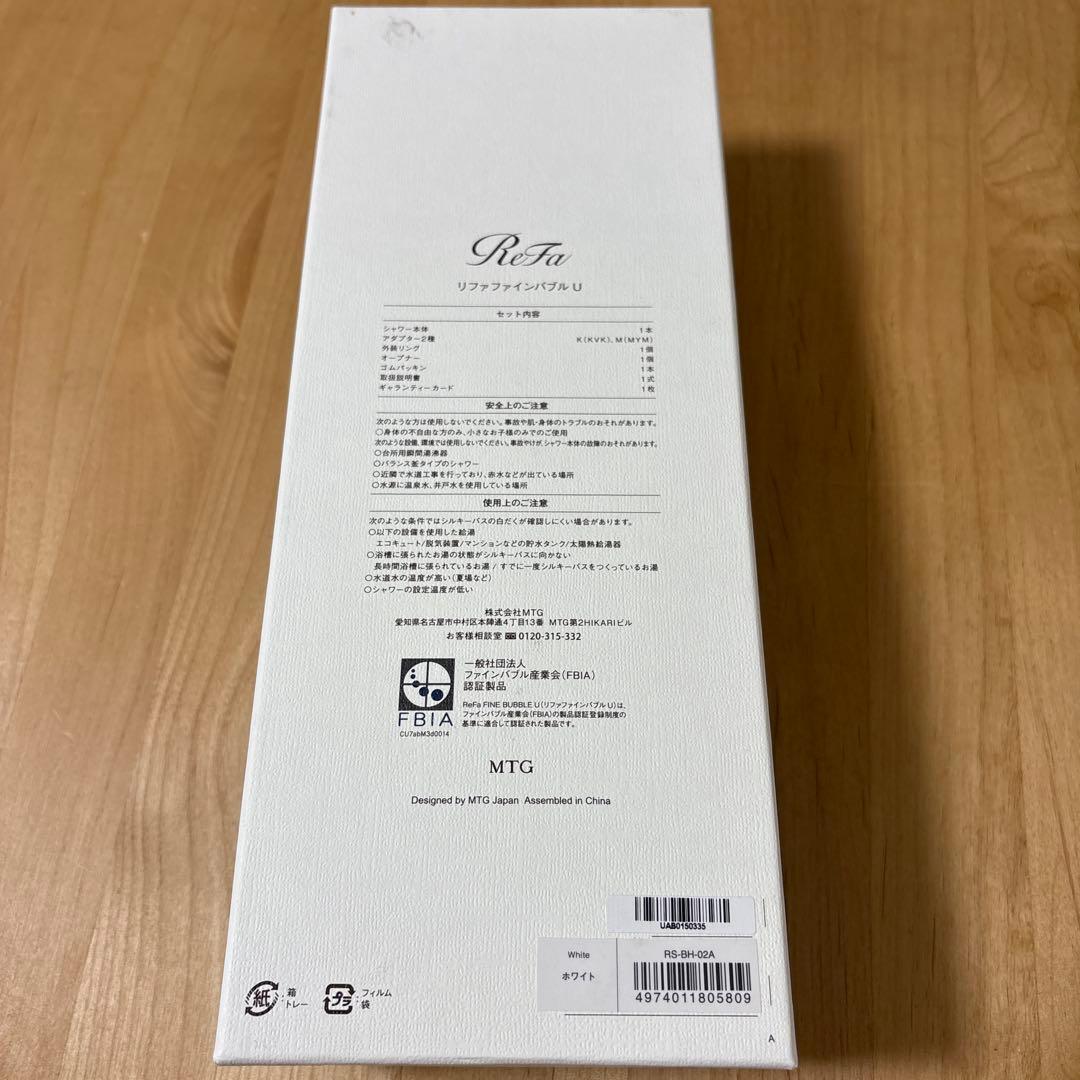 ReFa
リファファインバブル U
セット内容
シャワー本体 1本
アダプター2種 K(KVK)、M(MYM)
外装リング 1個
オープナー 1個
ゴムパッキン 1本
取扱説明書 1式
ギャランティーカード 1枚
安全上のご注意
次のような方は使用しないでください。事故や肌・身体のトラブルのおそれがあります。
○身体の不自由な方のみ、小さなお子様のみでのご使用
次のような設備、環境では使用しないでください。事故やけが、シャワー本体の故障のおそれがあります。
○台所用瞬間湯沸器
○バランス釜タイプのシャワー
○近隣で水道工事を行っており、赤水などが出ている場所
○水源に温泉水、井戸水を使用している場所
使用上のご注意
次のような条件ではシルキーバスの白だくが確認しにくい場合があります。
○以下の設備を使用した給湯
エコキュート/脱気装置/マンションなどの貯水タンク/太陽熱給湯器
○浴槽に張られたお湯の状態がシルキーバスに向かない
長時間浴槽に張られているお湯 / すでに一度シルキーバスをつくっているお湯
○水道水の温度が高い(夏場など)
○シャワーの設定温度が低い
株式会社MTG
愛知県名古屋市中村区本陣通4丁目13番 MTG第2HIKARIビル
お客様相談室 0120-315-332
一般社団法人
ファインバブル産業会(FBIA)
認証製品
FBIA
CU7abM3d0014
ReFa FINE BUBBLE U(リファファインバブル U)は、
ファインバブル産業会(FBIA)の製品認証登録制度の
基準に適合して認証された製品です。
MTG
Designed by MTG Japan Assembled in China
UAB0150335
White
ホワイト
RS-BH-02A
4974011805809
紙
箱
トレー
プラ
フィルム
袋
A